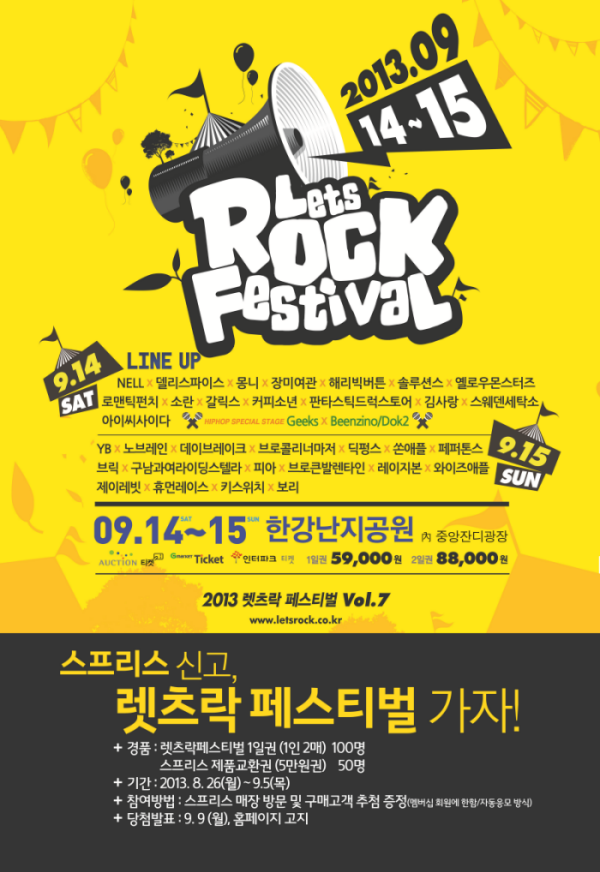 2013.09
14~15
Lets
ROCK
Festival
9.14
SAT
LINE UP
NELL x 델리스파이스 x 몽니 x 장미여관 x 해리빅버튼 x 솔루션스 x 옐로우몬스터즈
로맨틱펀치 x 소란 x 갈릭스 x 커피소년 x 판타스틱드럭스토어 x 김사랑 x 스웨덴세탁소
아이씨사이다 HIPHOP SPECIAL STAGE Geeks x Beenzino/Dok2
YB x 노브레인 x 데이브레이크 x 브로콜리너마저 x 딕펑스 x 쏜애플 x 페퍼톤스
브릭 x 구남과여라이딩스텔라 x 피아 x 브로큰발렌타인 x 레이지본 x 와이즈애플
제이레빗 x 휴먼레이스 x 키스위치 x 보리
9.15
SUN
09.14SAT~15SUN 한강난지공원 內 중앙잔디광장
AUCTION 티켓 Gmarket Ticket 인터파크 티켓 1일권 59,000원 2일권 88,000원
2013 렛츠락 페스티벌 Vol.7
www.letsrock.co.kr
스프리스 신고,
렛츠락 페스티벌 가자!
+ 경품 : 렛츠락페스티벌 1일권 (1인 2매) 100명
스프리스 제품교환권 (5만원권) 50명
+ 기간 : 2013. 8. 26(월) ~ 9.5(목)
+ 참여방법 : 스프리스 매장 방문 및 구매고객 추첨 증정(멤버십 회원에 한함/자동응모 방식)
+ 당첨발표 : 9. 9 (월), 홈페이지 고지